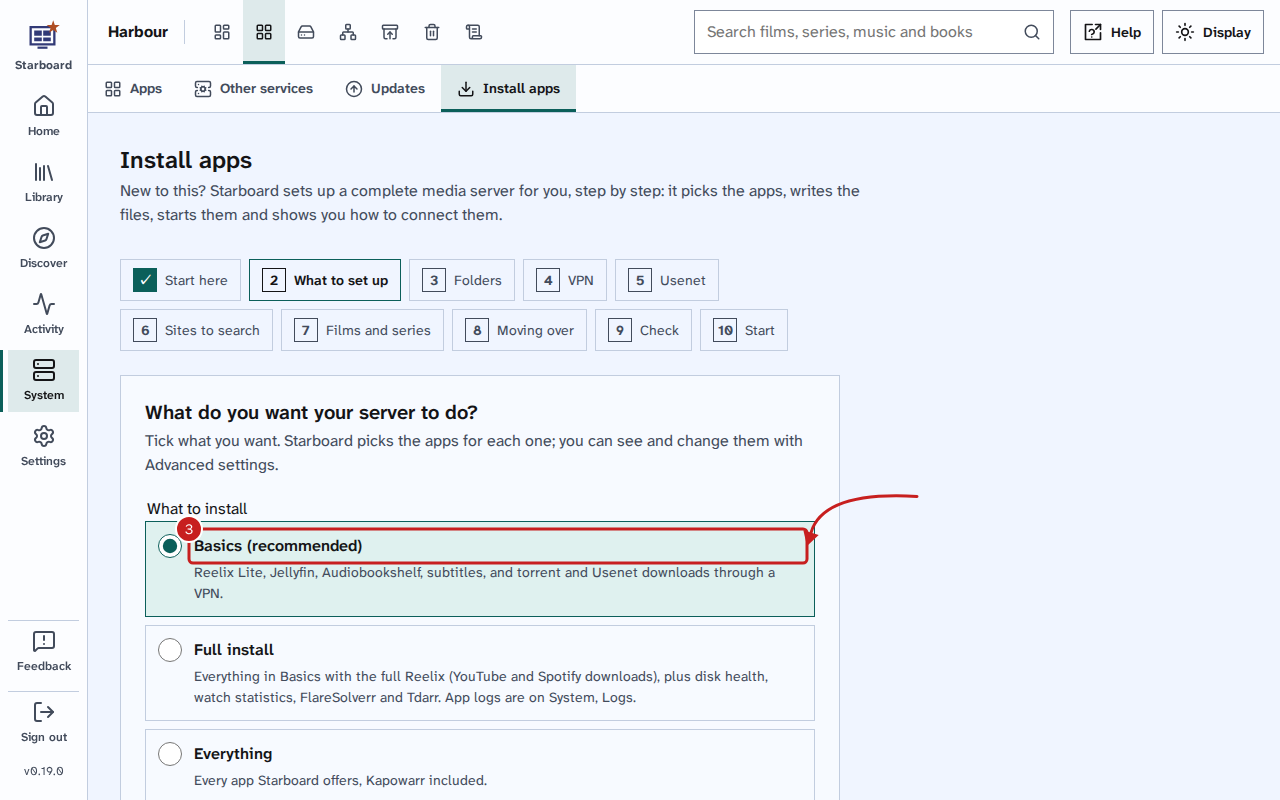 Starboard
Home
Library
Discover
Activity
System
Settings
Feedback
Sign out
v0.19.0
Harbour
Search films, series, music and books
Help
Display
Apps
Other services
Updates
Install apps
Install apps
New to this? Starboard sets up a complete media server for you, step by step: it picks the apps, writes the
files, starts them and shows you how to connect them.
✓ Start here
2 What to set up
3 Folders
4 VPN
5 Usenet
6 Sites to search
7 Films and series
8 Moving over
9 Check
10 Start
What do you want your server to do?
Tick what you want. Starboard picks the apps for each one; you can see and change them with
Advanced settings.
What to install
3
Basics (recommended)
Reelix Lite, Jellyfin, Audiobookshelf, subtitles, and torrent and Usenet downloads through a
VPN.
Full install
Everything in Basics with the full Reelix (YouTube and Spotify downloads), plus disk health,
watch statistics, FlareSolverr and Tdarr. App logs are on System, Logs.
Everything
Every app Starboard offers, Kapowarr included.